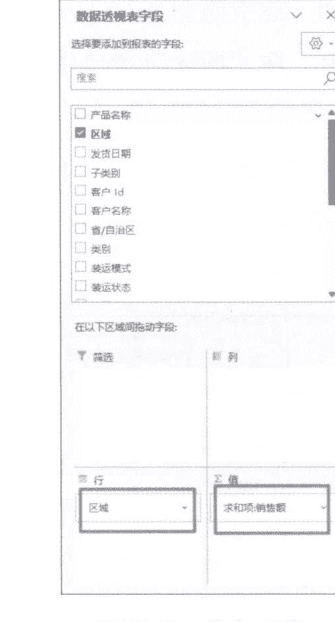 数据透视表字段
选择要添加到报表的字段:
搜索
产品名称
区域
发货日期
子类别
客户 Id
客户名称
省/自治区
类别
装运模式
装运状态
在以下区域间拖动字段:
筛选
列
行
Σ 值
区域
求和项:销售额